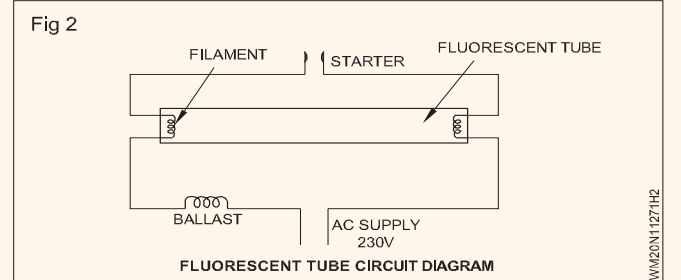 Fig 2
FILAMENT
STARTER
FLUORESCENT TUBE
BALLAST
AC SUPPLY
230V
FLUORESCENT TUBE CIRCUIT DIAGRAM
WM20N11271H2